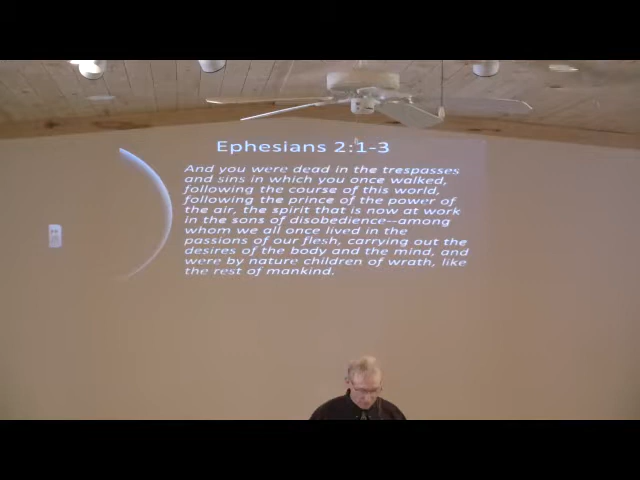 Ephesians 2:1-3
And you were dead in the trespasses
and sins in which you once walked,
following the course of this world,
following the prince of the power of
the air, the spirit that is now at work
in the sons of disobedience--among
whom we all once lived in the
passions of our flesh, carrying out the
desires of the body and the mind, and
were by nature children of wrath, like
the rest of mankind.